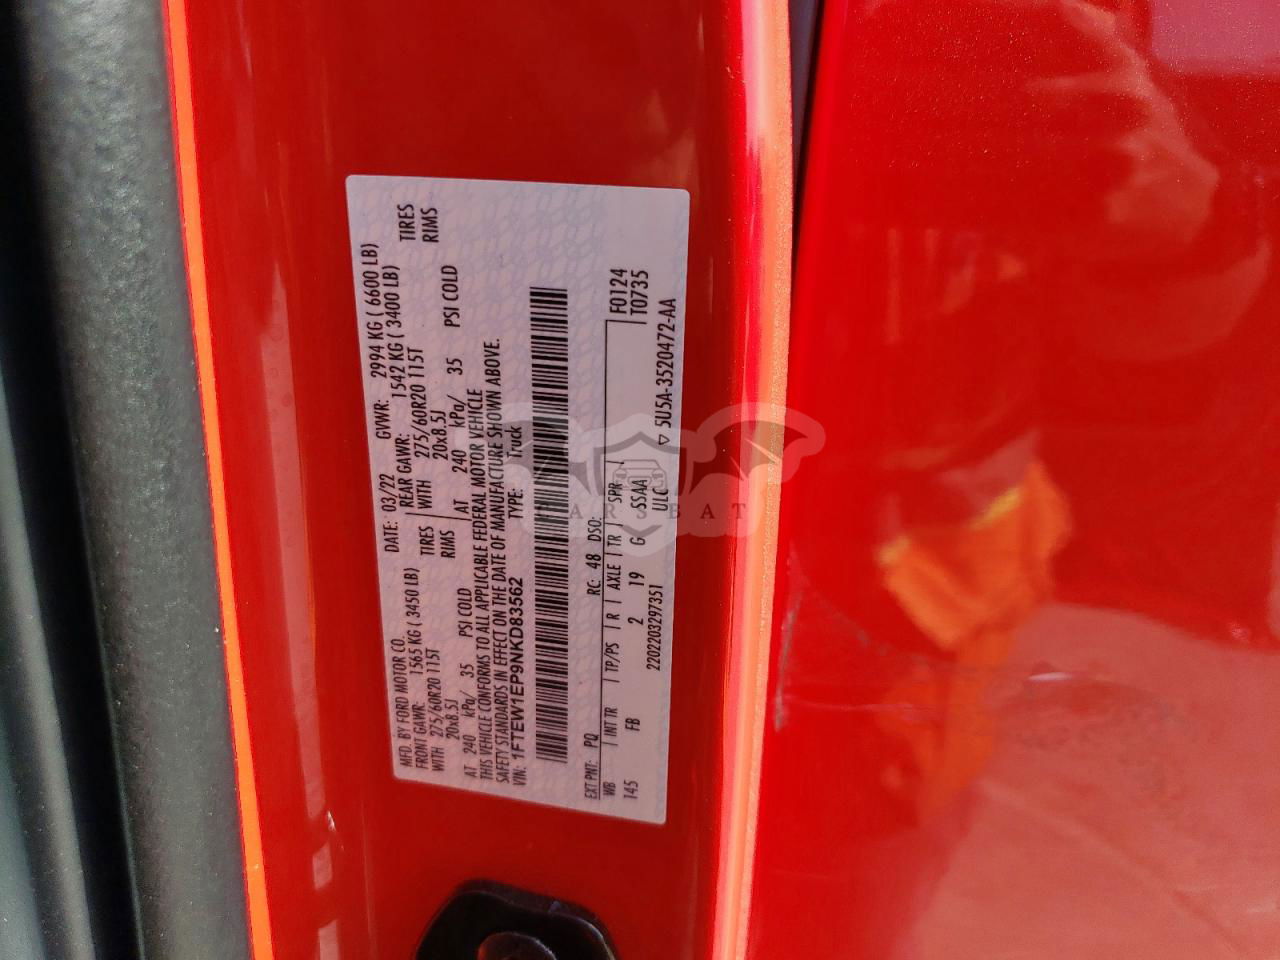 MFD. BY FORD MOTOR CO.
DATE: 03/22 GVWR: 2994 KG ( 6600 LB)
FRONT GAWR: 1565 KG ( 3450 LB) REAR GAWR: 1542 KG ( 3400 LB)
WITH 275/60R20 115T TIRES WITH 275/60R20 115T TIRES
20x8.5J RIMS 20x8.5J RIMS
AT 240 kPa/ 35 PSI COLD AT 240 kPa/ 35 PSI COLD
THIS VEHICLE CONFORMS TO ALL APPLICABLE FEDERAL MOTOR VEHICLE
SAFETY STANDARDS IN EFFECT ON THE DATE OF MANUFACTURE SHOWN ABOVE.
VIN: 1FTEW1EP9NKD83562 TYPE: Truck
EXT PNT: PQ RC: 48 DSO: F0124
WB INT TR TP/PS R AXLE TR SPR T0735
145 FB 2 19 G SSAA
2202203297351 ULC ▽ 5U5A-3520472-AA
CARSBAT